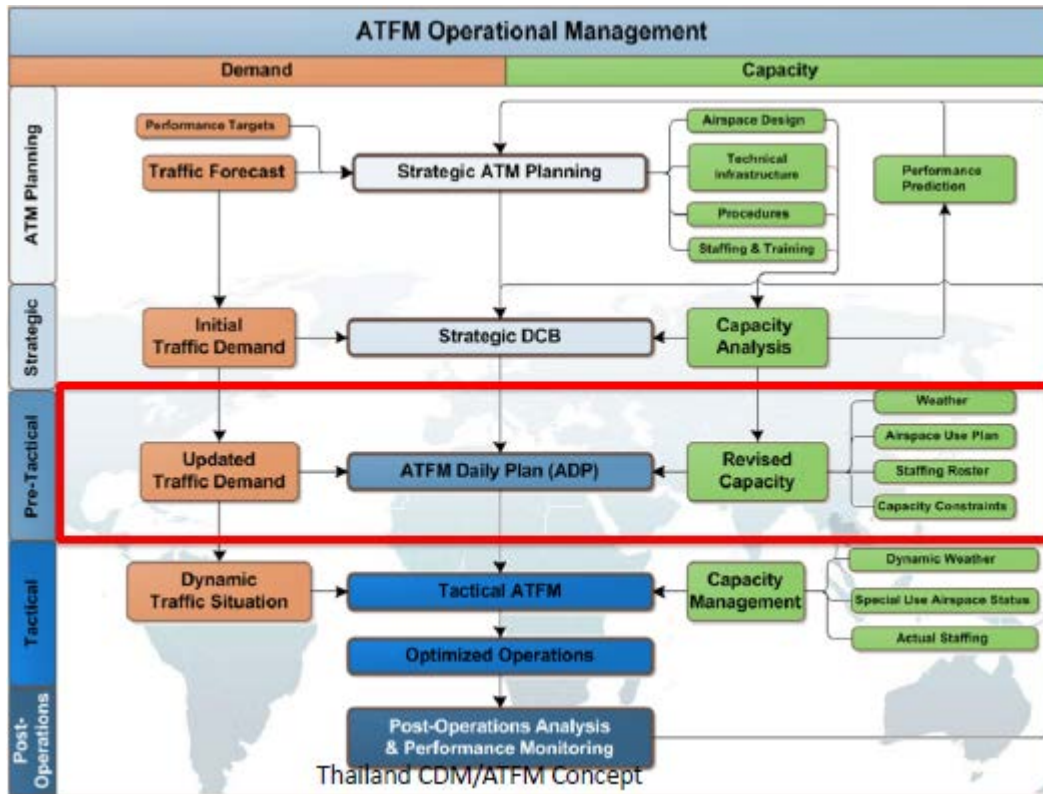 ATFM Operational Management
Demand
Capacity
ATM Planning
Performance Targets
Traffic Forecast
Strategic ATM Planning
Airspace Design
Technical
Infrastructure
Procedures
Staffing & Training
Performance
Prediction
Strategic
Initial
Traffic Demand
Strategic DCB
Capacity
Analysis
Pre-Tactical
Updated
Traffic Demand
ATFM Daily Plan (ADP)
Revised
Capacity
Weather
Airspace Use Plan
Staffing Roster
Capacity Constraints
Tactical
Dynamic
Traffic Situation
Tactical ATFM
Capacity
Management
Dynamic Weather
Special Use Airspace Status
Actual Staffing
Optimized Operations
Post-
Operations
Post-Operations Analysis
& Performance Monitoring
Thailand CDM/ATFM Concept